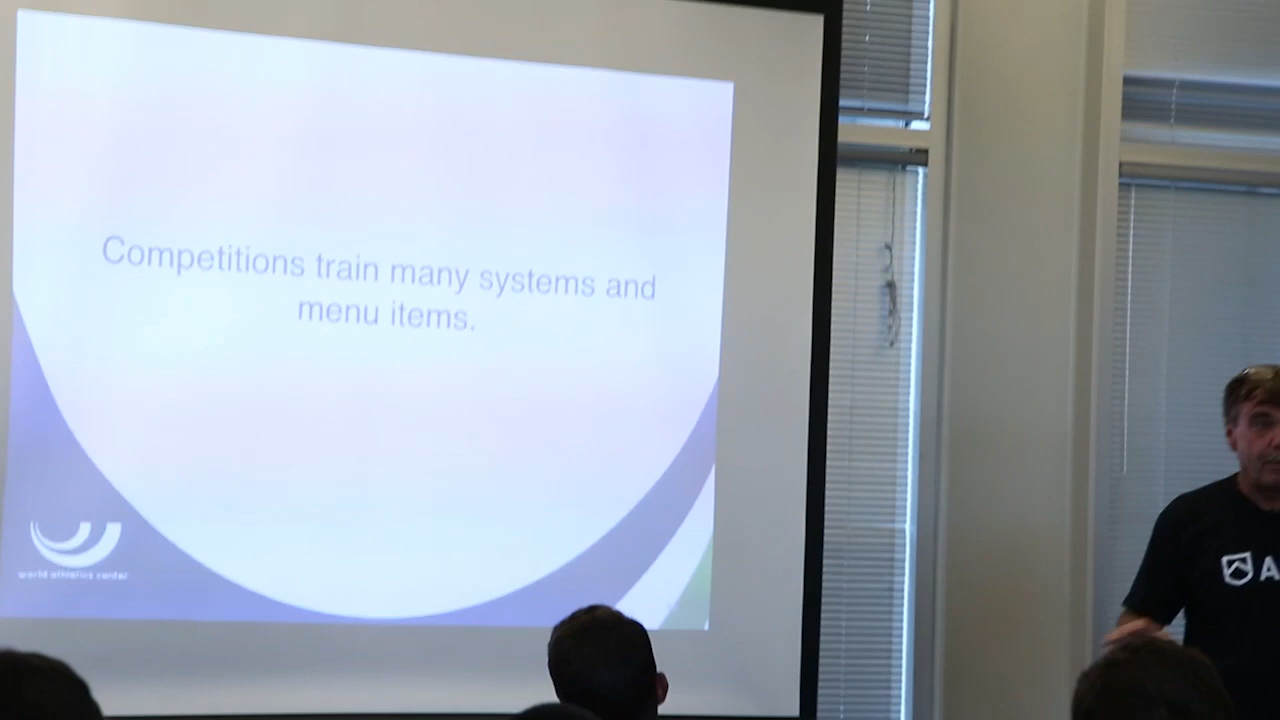 Competitions train many systems and
menu items.
world athletics center
A